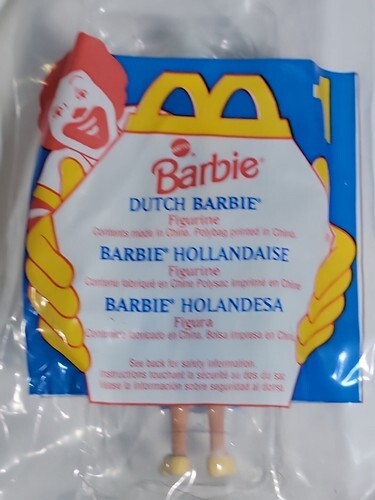 Barbie®
DUTCH BARBIE®
Figurine
Contents made in China. Polybag printed in China.
BARBIE® HOLLANDAISE
Figurine
Contenu fabriqué en Chine Polysac imprimé en Chine
BARBIE® HOLANDESA
Figura
Contenido fabricado en China. Bolsa impresa en China
See back for safety information.
Instructions touchant la sécurité au dos du sac
Véase la información sobre seguridad al dorso